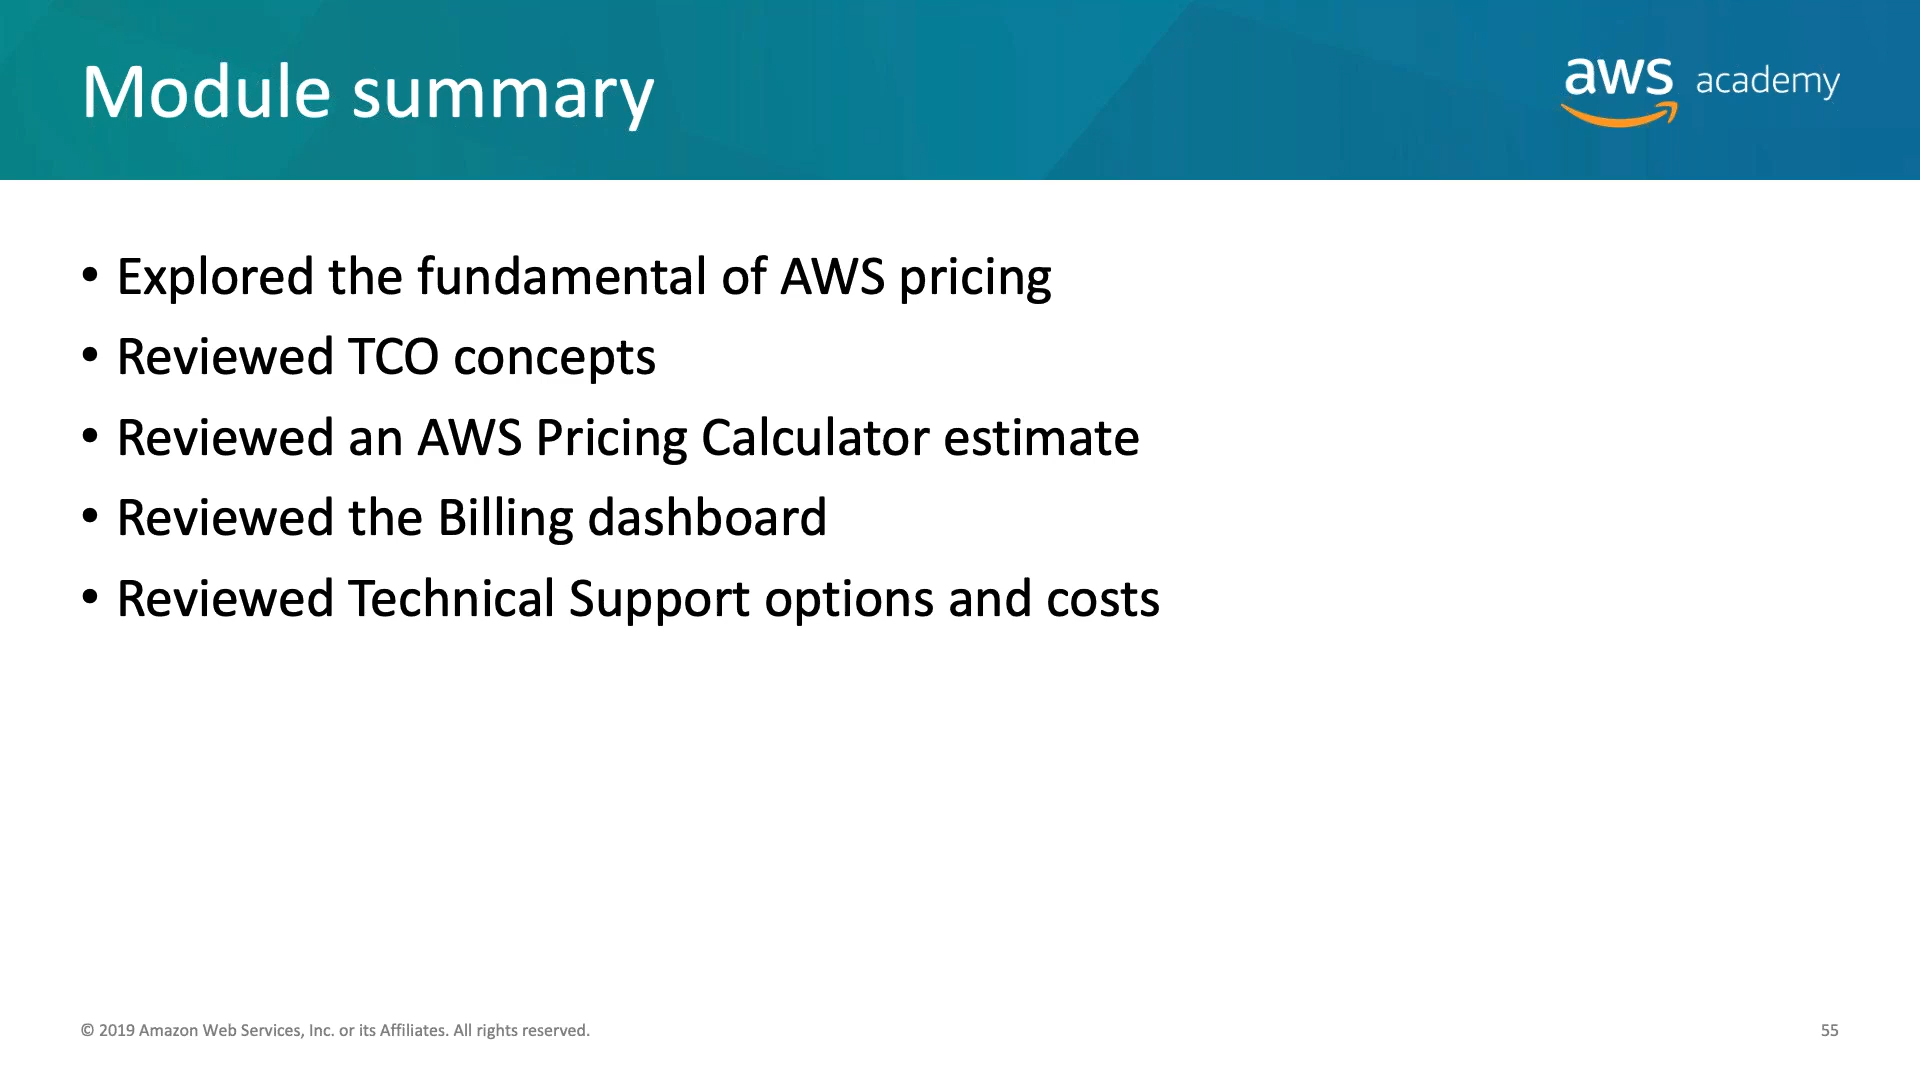 Module summary
aws academy
• Explored the fundamental of AWS pricing
• Reviewed TCO concepts
• Reviewed an AWS Pricing Calculator estimate
• Reviewed the Billing dashboard
• Reviewed Technical Support options and costs
© 2019 Amazon Web Services, Inc. or its Affiliates. All rights reserved.
55